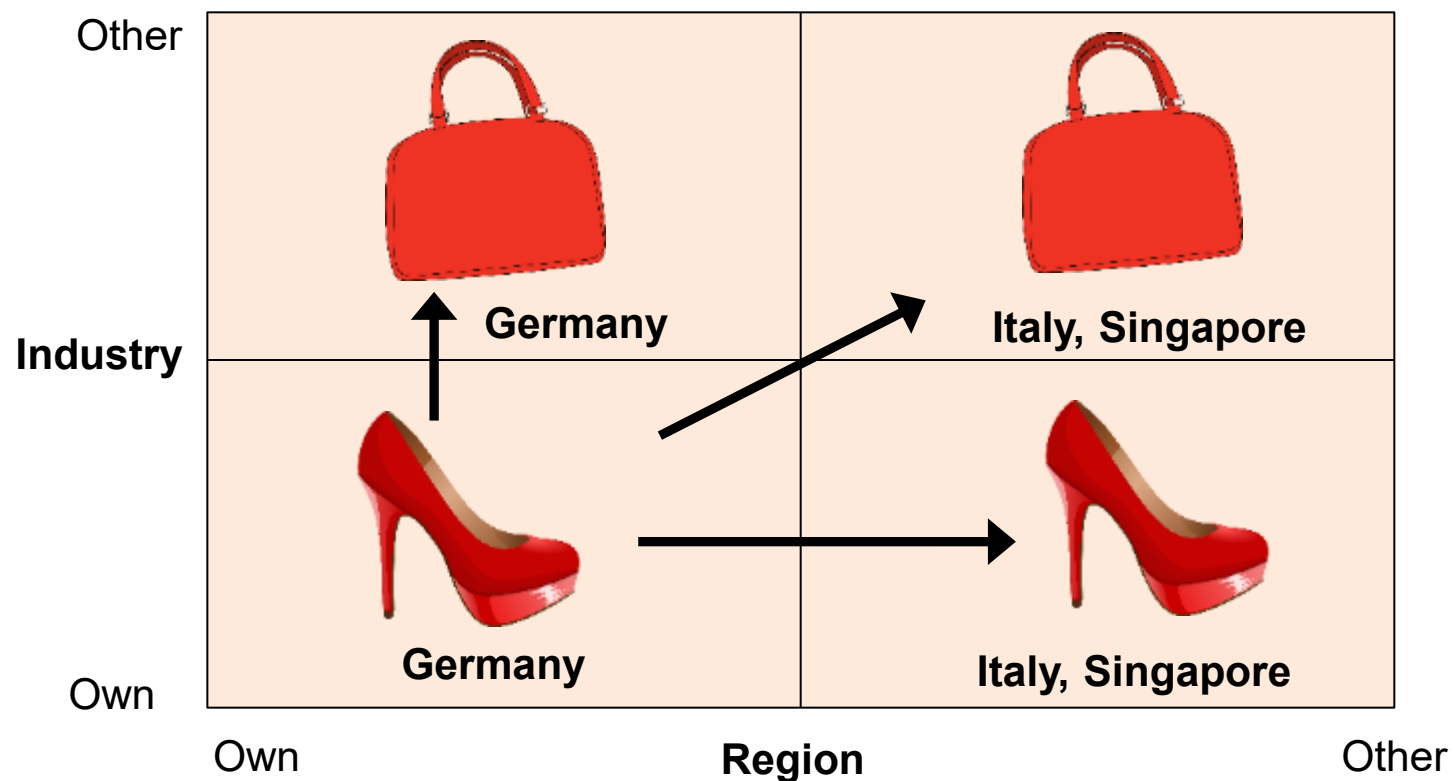 Other
Germany
Italy, Singapore
Industry
Germany
Italy, Singapore
Own
Own
Region
Other